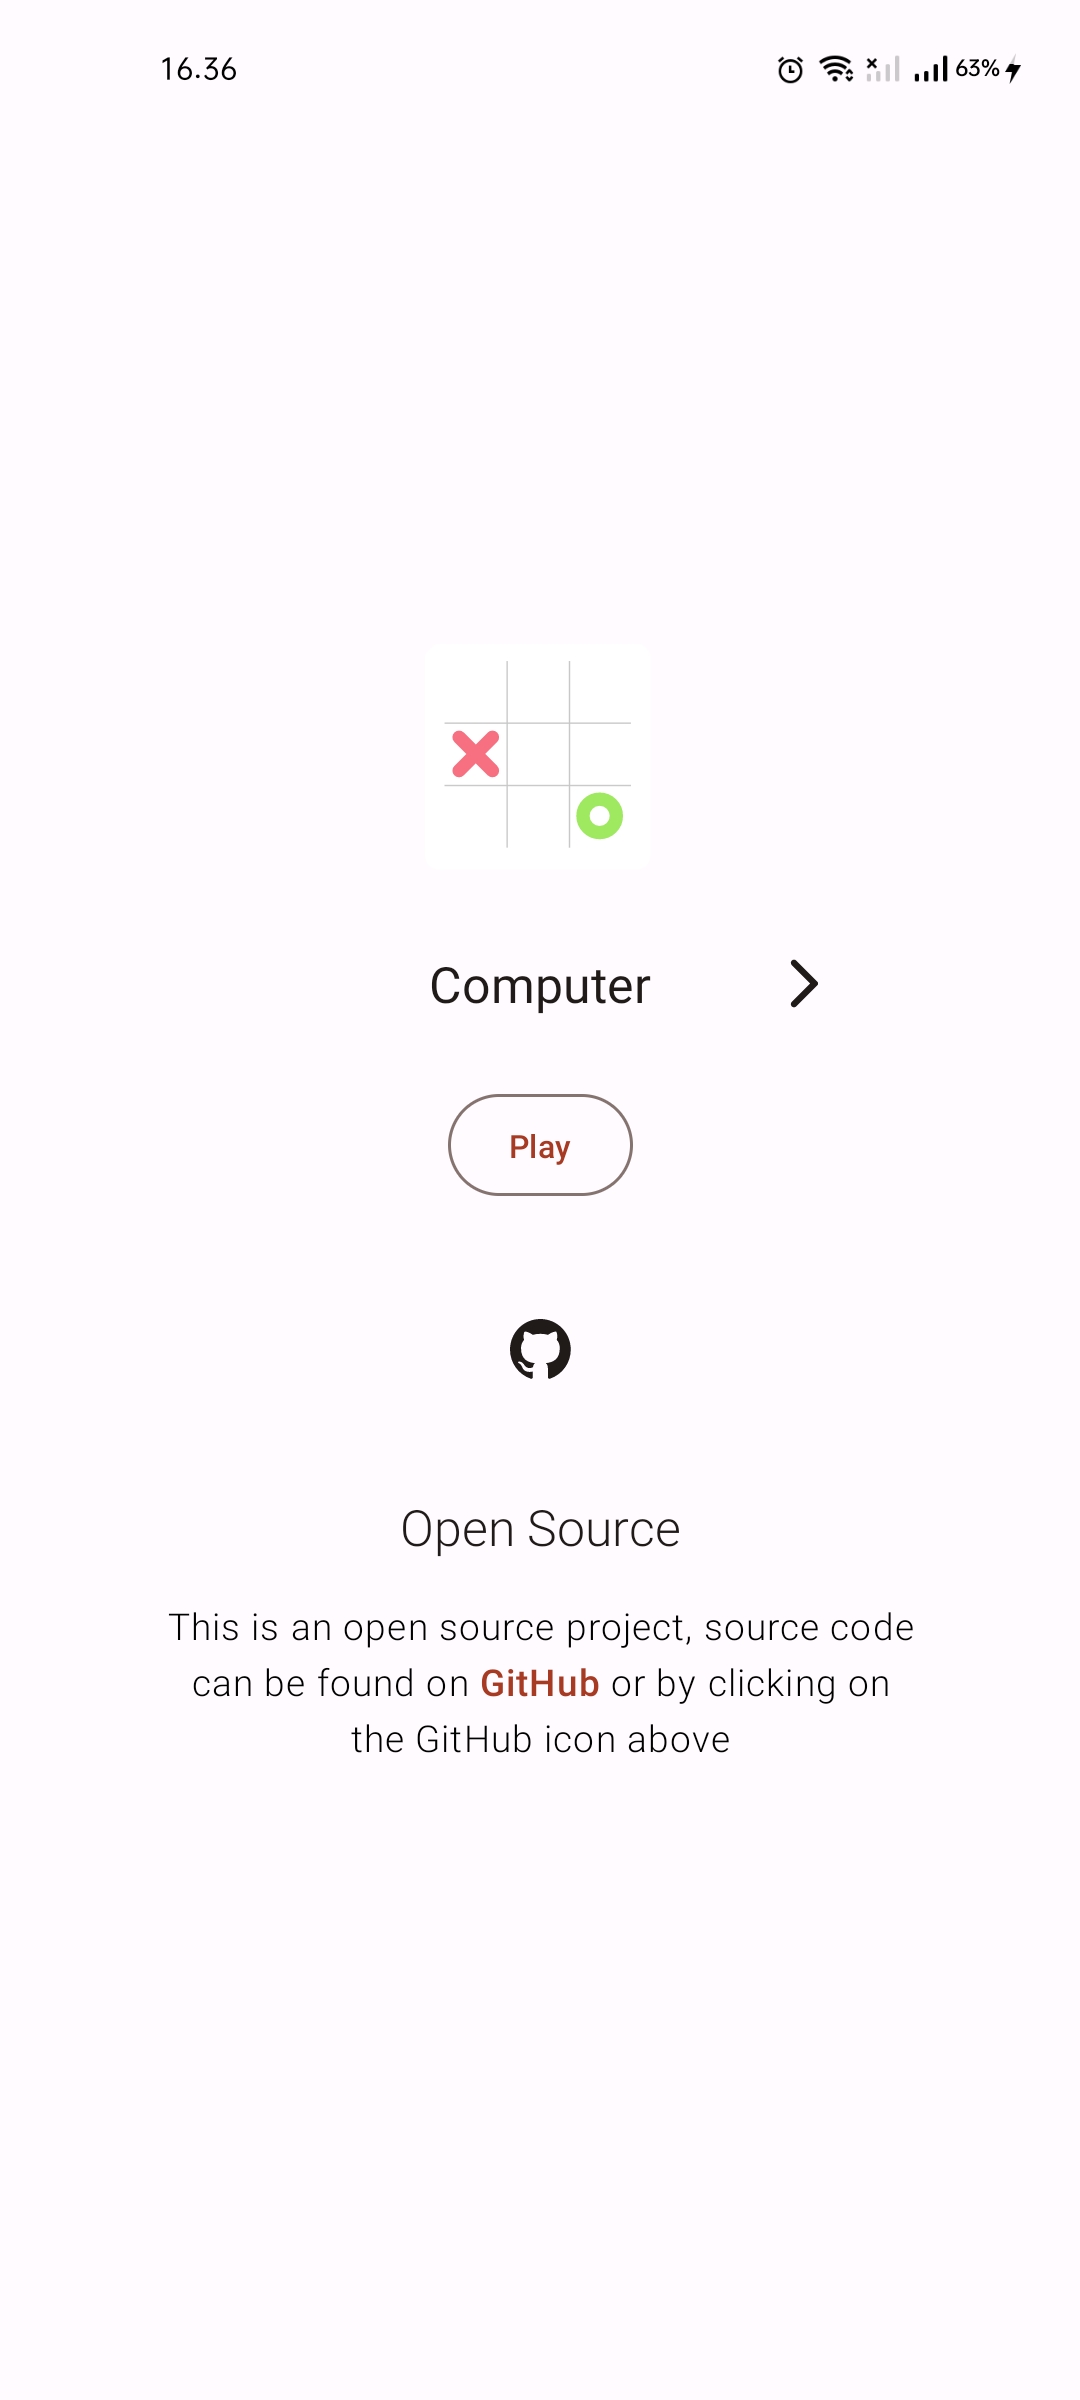 16.36
63%
Computer
Play
Open Source
This is an open source project, source code
can be found on GitHub or by clicking on
the GitHub icon above